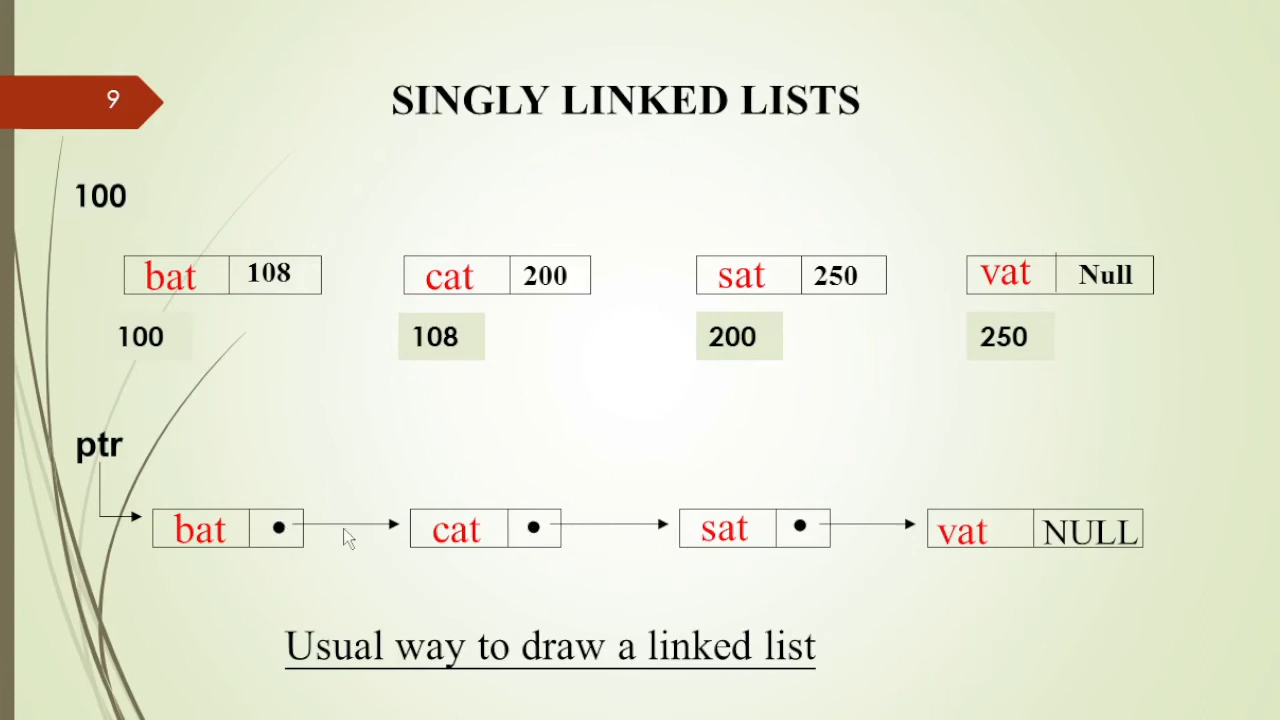 9
SINGLY LINKED LISTS
100
bat 108 cat 200 sat 250 vat Null
100 108 200 250
ptr
bat cat sat vat NULL
Usual way to draw a linked list